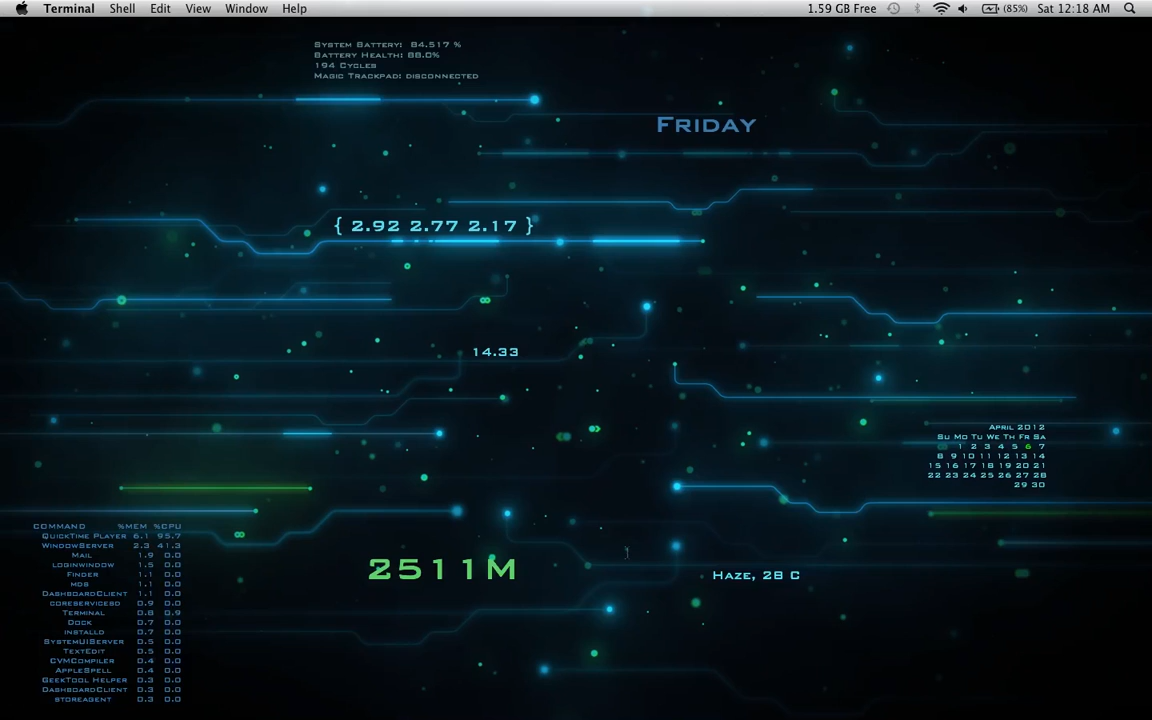 Terminal Shell Edit View Window Help 1.59 GB Free (85%) Sat 12:18 AM
System Battery: 84.517 %
Battery Health: 88.0%
194 Cycles
Magic Trackpad: disconnected
Friday
{ 2.92 2.77 2.17 }
14.33
April 2012
Su Mo Tu We Th Fr Sa
1 2 3 4 5 6 7
8 9 10 11 12 13 14
15 16 17 18 19 20 21
22 23 24 25 26 27 28
29 30
COMMAND %MEM %CPU
QuickTime Player 6.1 95.7
WindowServer 2.3 41.3
Mail 1.9 0.0
loginwindow 1.5 0.0
Finder 1.1 0.0
mds 1.1 0.0
DashboardClient 1.1 0.0
coreservicesd 0.9 0.0
Terminal 0.8 0.9
Dock 0.7 0.0
installd 0.7 0.0
SystemUIServer 0.5 0.0
TextEdit 0.5 0.0
CVMCompiler 0.4 0.0
AppleSpell 0.4 0.0
GeekTool Helper 0.3 0.0
DashboardClient 0.3 0.0
storeagent 0.3 0.0
2511M
Haze, 28 C